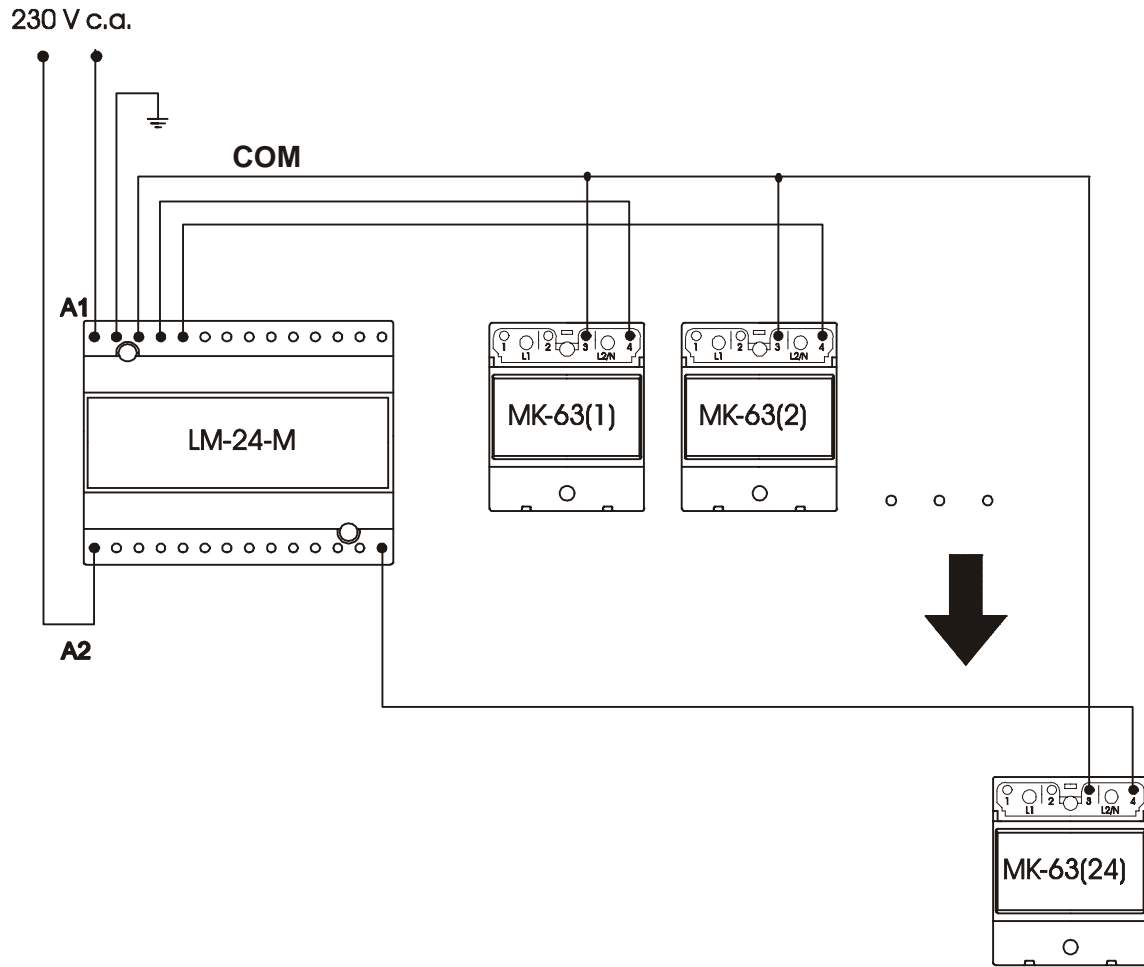 230 V c.a.
COM
A1
1 L1 2 3 L2/N 4
1 L1 2 3 L2/N 4
LM-24-M
MK-63(1)
MK-63(2)
A2
1 L1 2 3 L2/N 4
MK-63(24)